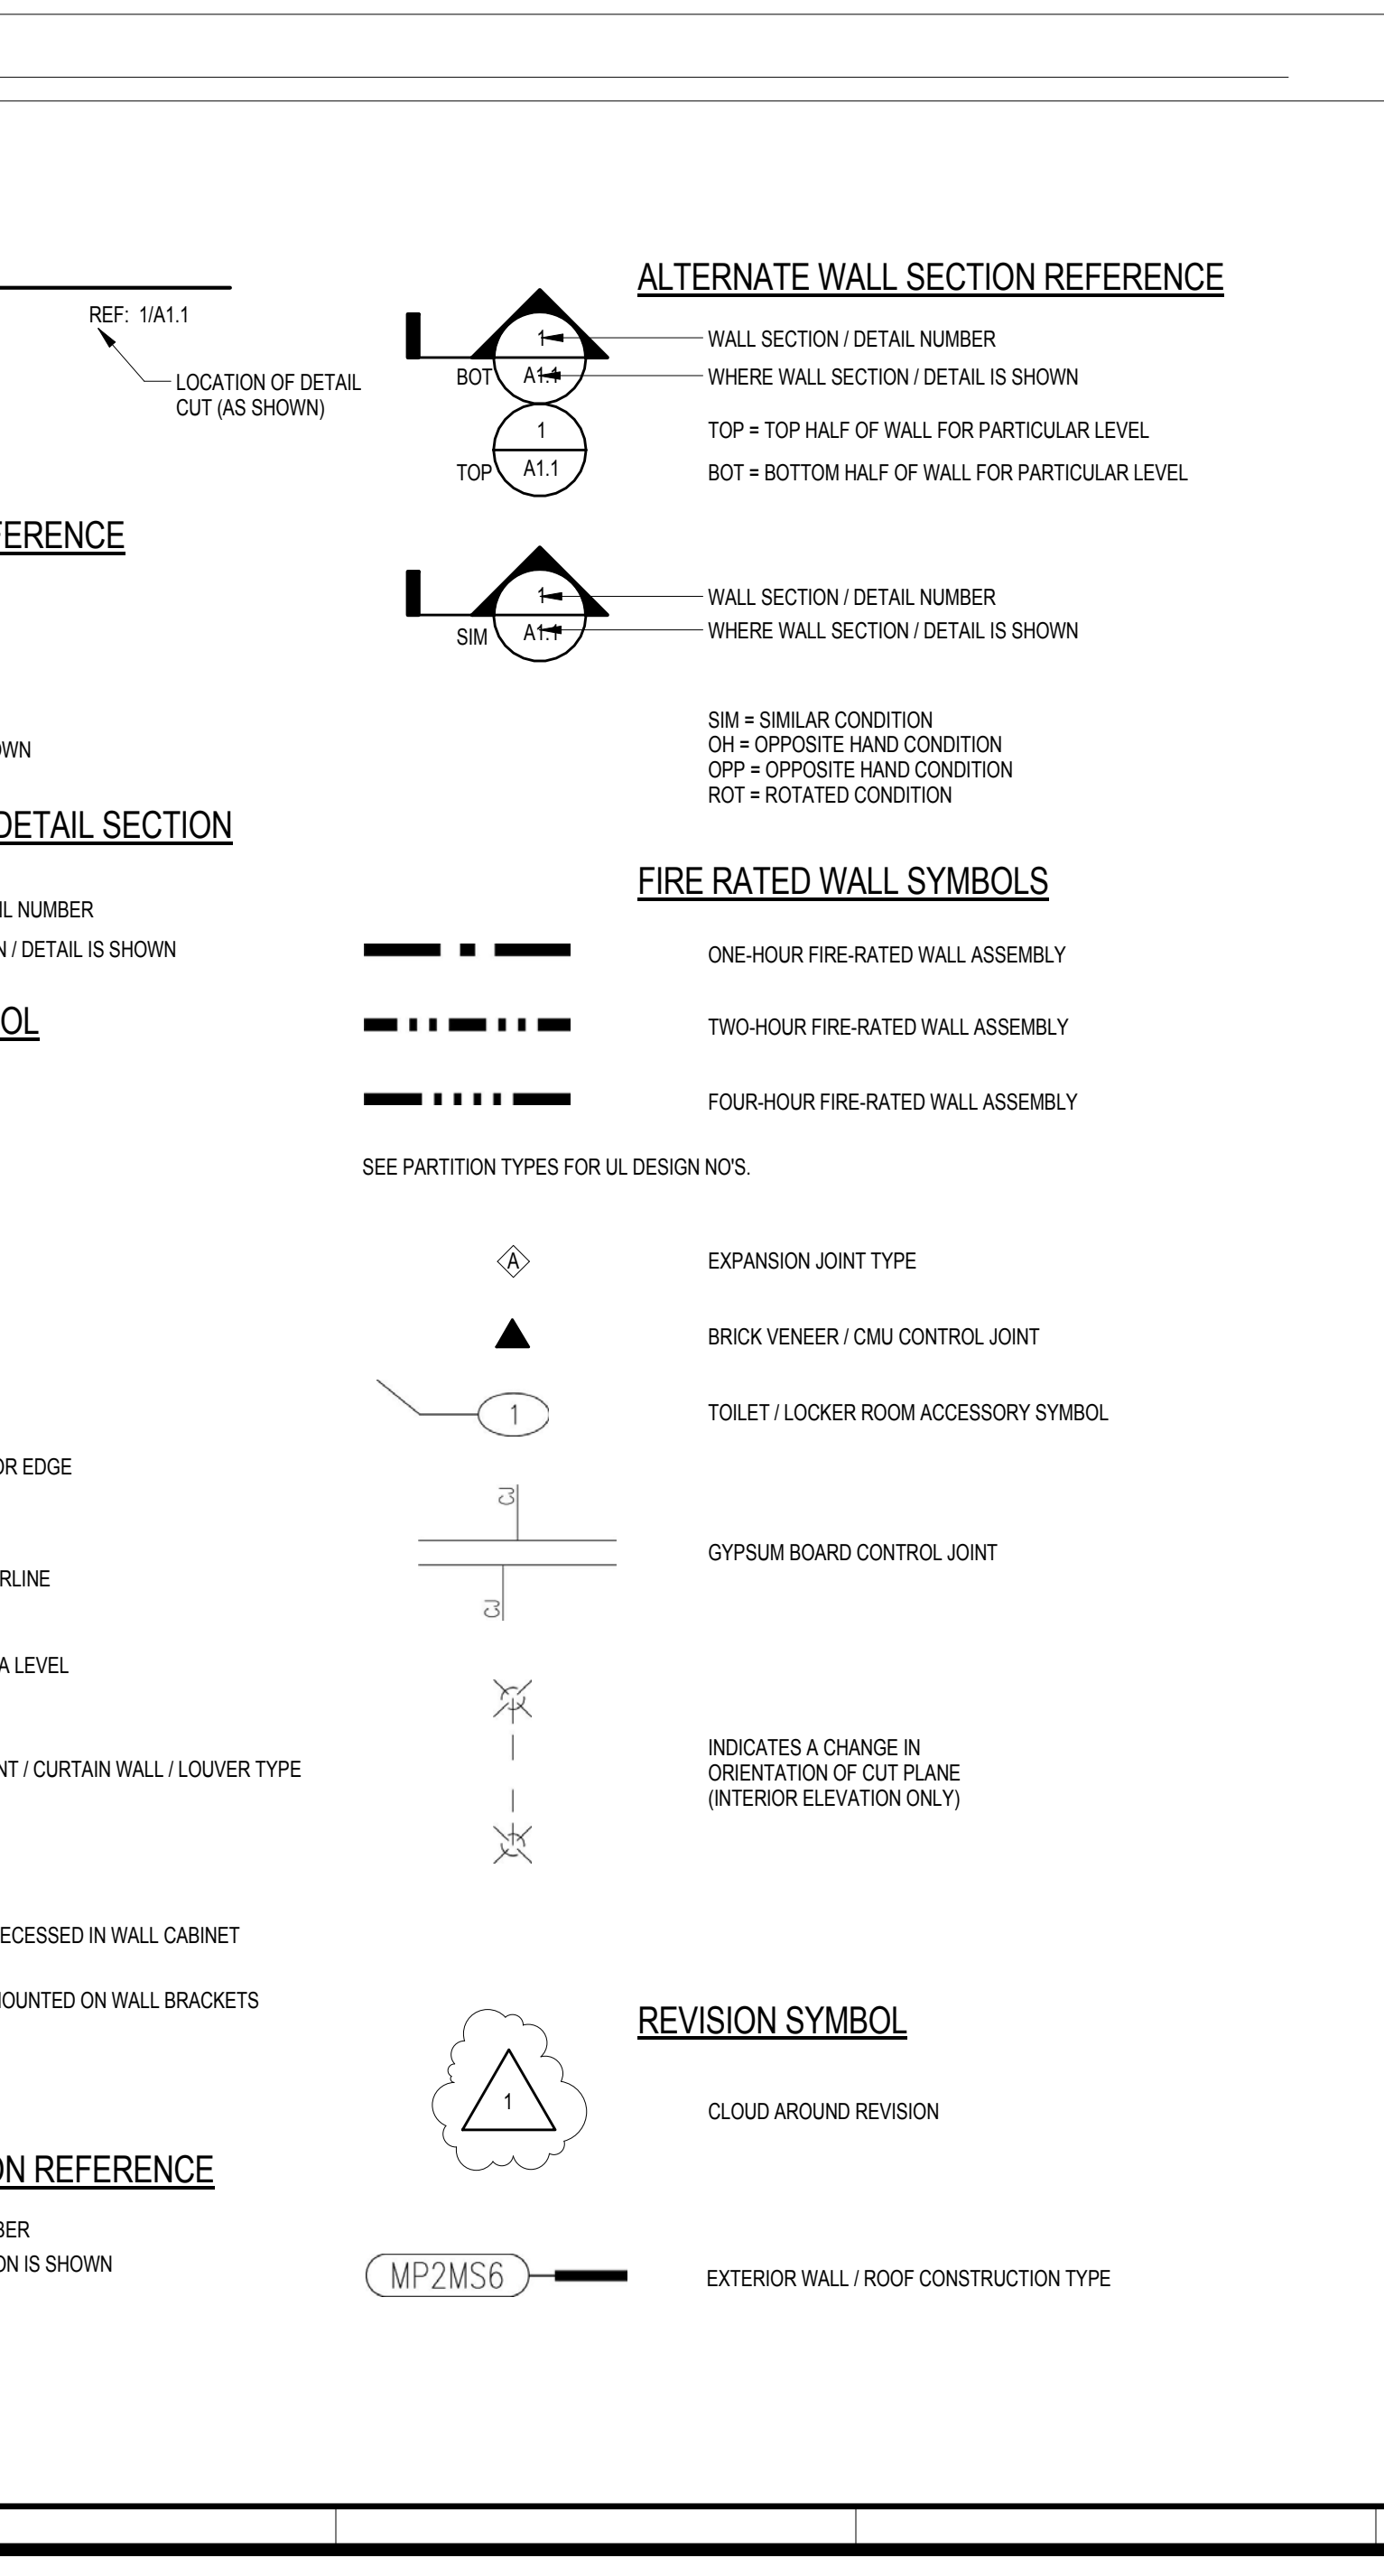 REF: 1/A1.1
LOCATION OF DETAIL
CUT (AS SHOWN)
FERENCE
OWN
DETAIL SECTION
IL NUMBER
N / DETAIL IS SHOWN
OL
OR EDGE
RLINE
A LEVEL
NT / CURTAIN WALL / LOUVER TYPE
ECESSED IN WALL CABINET
MOUNTED ON WALL BRACKETS
ON REFERENCE
BER
ON IS SHOWN
ALTERNATE WALL SECTION REFERENCE
1
WALL SECTION / DETAIL NUMBER
BOT
A1.1
WHERE WALL SECTION / DETAIL IS SHOWN
1
TOP = TOP HALF OF WALL FOR PARTICULAR LEVEL
TOP
A1.1
BOT = BOTTOM HALF OF WALL FOR PARTICULAR LEVEL
1
WALL SECTION / DETAIL NUMBER
SIM
A1.1
WHERE WALL SECTION / DETAIL IS SHOWN
SIM = SIMILAR CONDITION
OH = OPPOSITE HAND CONDITION
OPP = OPPOSITE HAND CONDITION
ROT = ROTATED CONDITION
FIRE RATED WALL SYMBOLS
ONE-HOUR FIRE-RATED WALL ASSEMBLY
TWO-HOUR FIRE-RATED WALL ASSEMBLY
FOUR-HOUR FIRE-RATED WALL ASSEMBLY
SEE PARTITION TYPES FOR UL DESIGN NO'S.
A
EXPANSION JOINT TYPE
BRICK VENEER / CMU CONTROL JOINT
1
TOILET / LOCKER ROOM ACCESSORY SYMBOL
CJ
GYPSUM BOARD CONTROL JOINT
CJ
INDICATES A CHANGE IN
ORIENTATION OF CUT PLANE
(INTERIOR ELEVATION ONLY)
REVISION SYMBOL
1
CLOUD AROUND REVISION
MP2MS6
EXTERIOR WALL / ROOF CONSTRUCTION TYPE